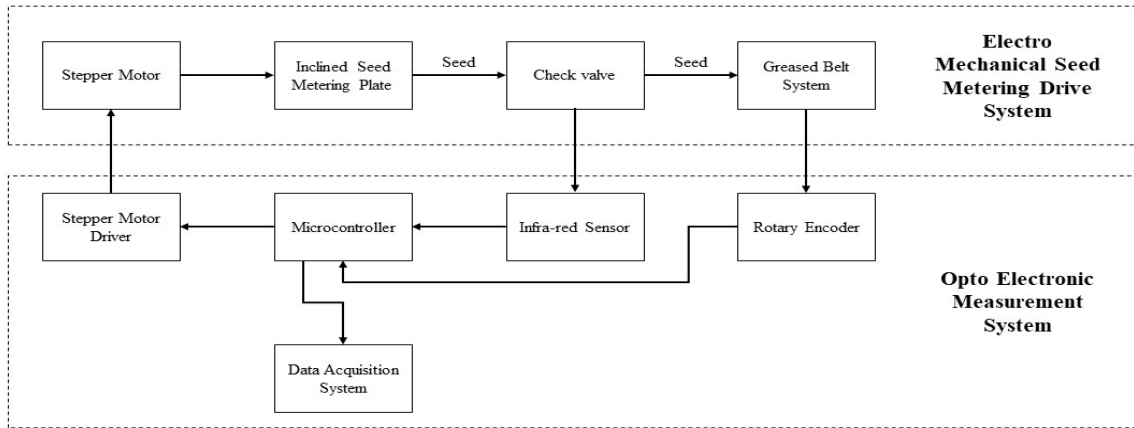 Stepper Motor
Inclined Seed
Metering Plate
Seed
Check valve
Seed
Greased Belt
System
Electro
Mechanical Seed
Metering Drive
System
Stepper Motor
Driver
Microcontroller
Infra-red Sensor
Rotary Encoder
Opto Electronic
Measurement
System
Data Acquisition
System